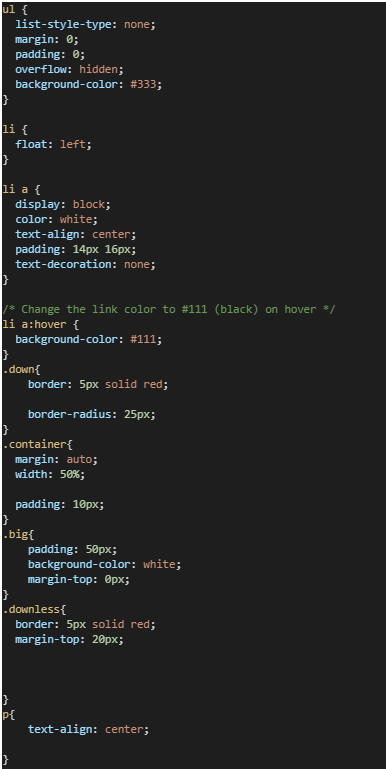 ul {
  list-style-type: none;
  margin: 0;
  padding: 0;
  overflow: hidden;
  background-color: #333;
}

li {
  float: left;
}

li a {
  display: block;
  color: white;
  text-align: center;
  padding: 14px 16px;
  text-decoration: none;
}

/* Change the link color to #111 (black) on hover */
li a:hover {
  background-color: #111;
}
.down{
    border: 5px solid red;

    border-radius: 25px;
}
.container{
  margin: auto;
  width: 50%;

  padding: 10px;
}
.big{
    padding: 50px;
    background-color: white;
    margin-top: 0px;
}
.downless{
  border: 5px solid red;
  margin-top: 20px;



}
p{
    text-align: center;

}